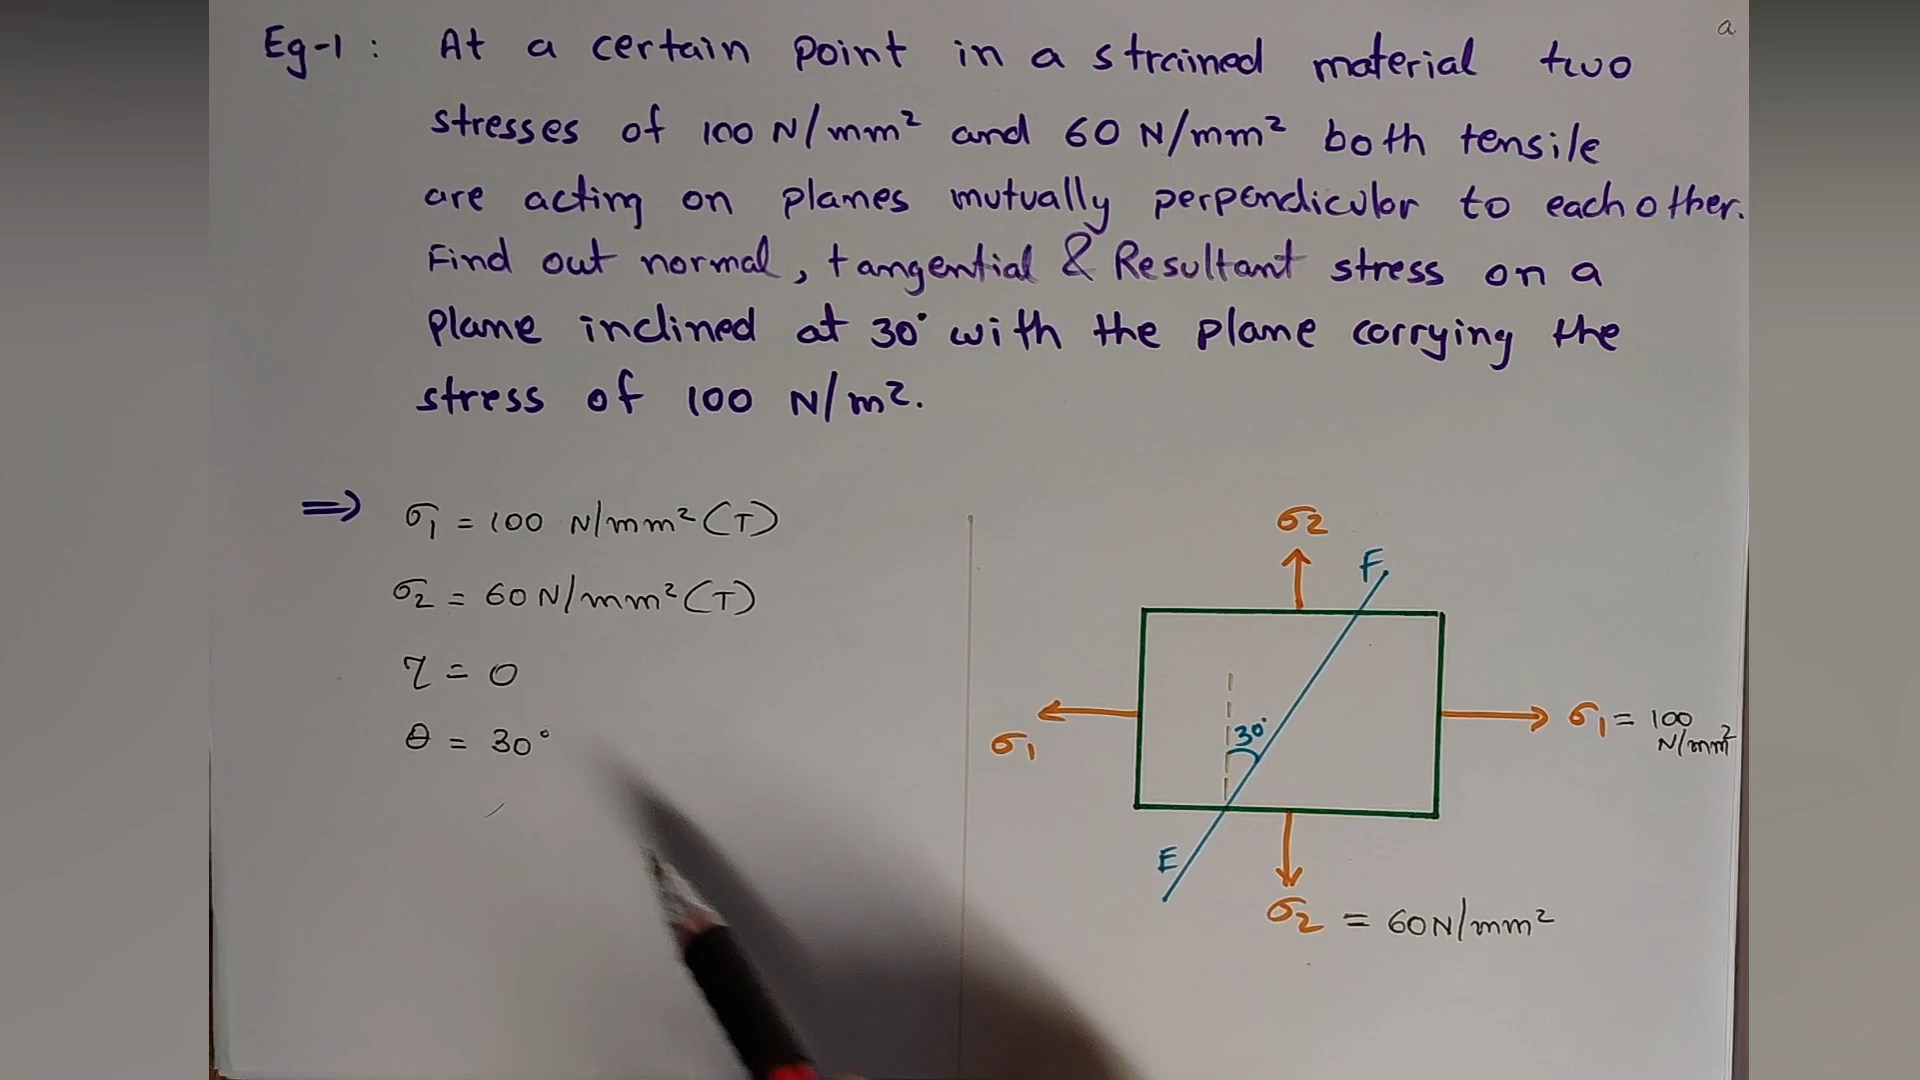 a
Eg-1 : At a certain point in a strained material two
stresses of 100 N/mm² and 60 N/mm² both tensile
are acting on planes mutually perpendicular to each other.
Find out normal, tangential & Resultant stress on a
plane inclined at 30° with the plane carrying the
stress of 100 N/m².
⇒ σ1 = 100 N/mm² (T)
σ2 = 60 N/mm² (T)
τ = 0
θ = 30°
σ2
F
30°
σ1
σ1 = 100
N/mm²
E
σ2 = 60 N/mm²